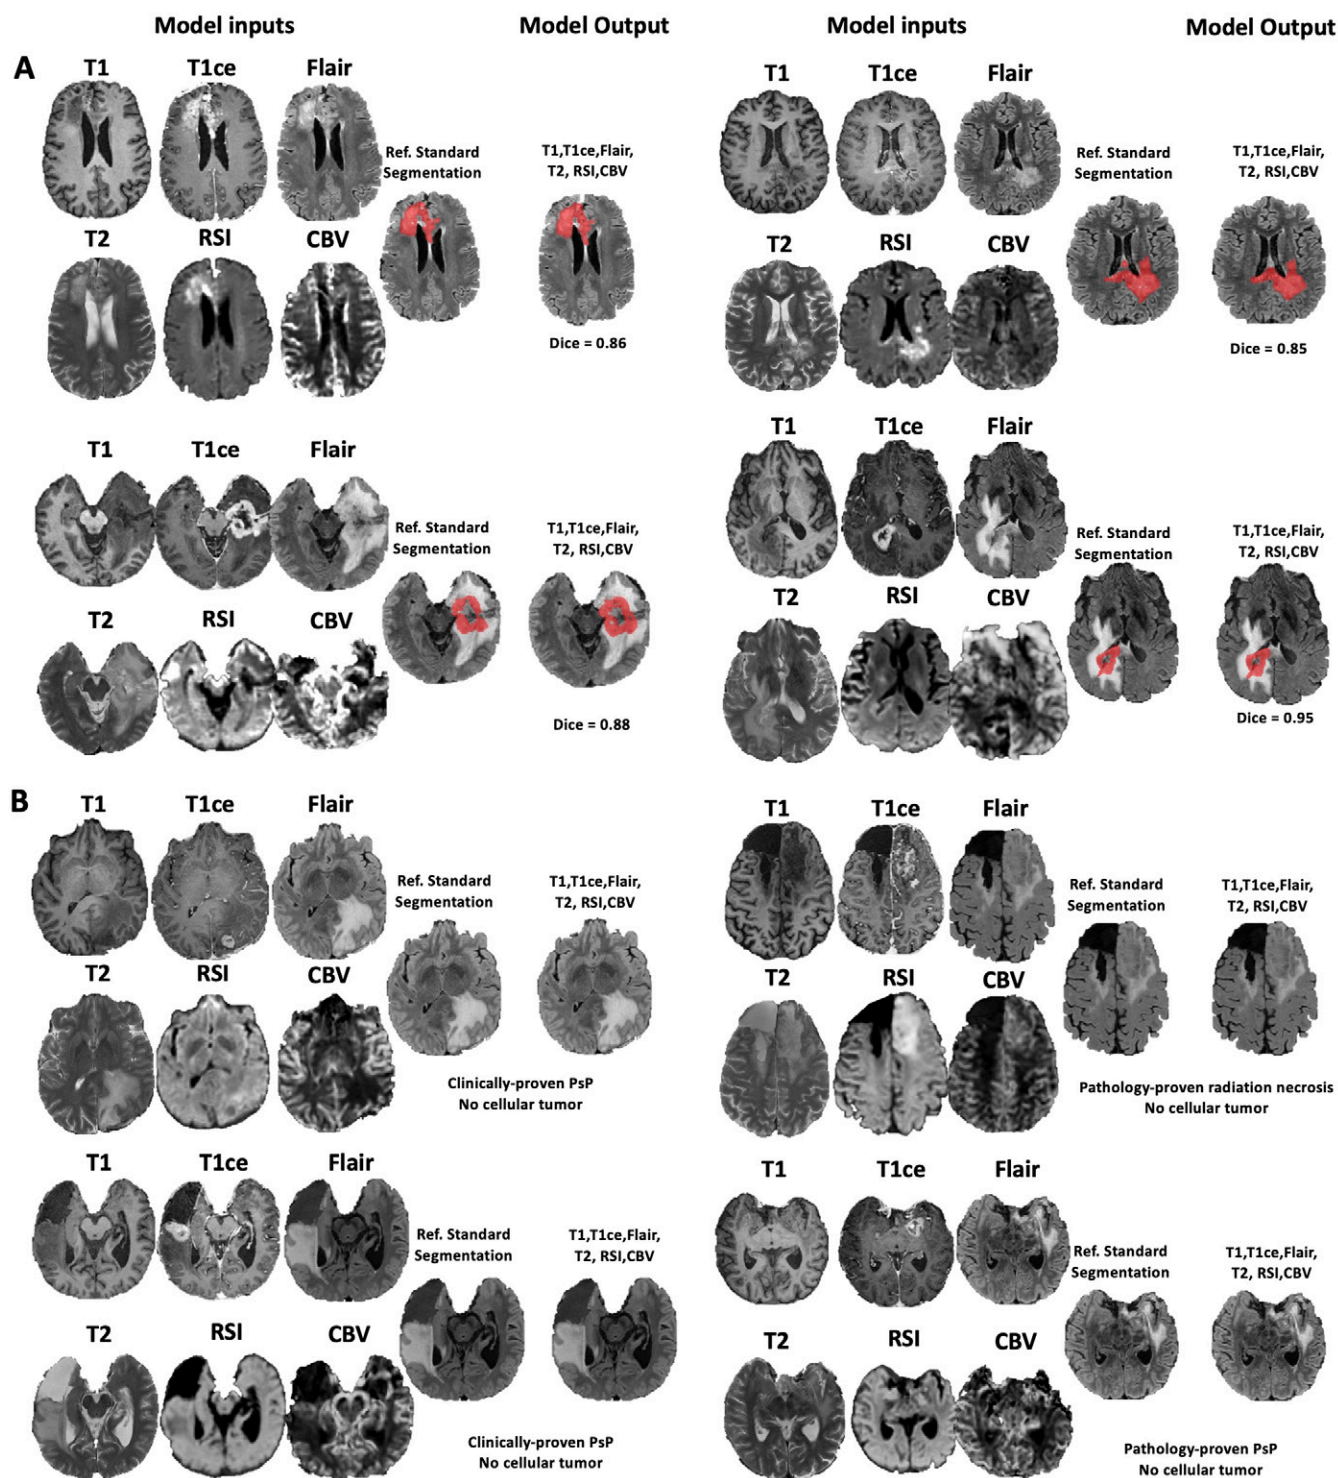 Model inputs
Model Output
Model inputs
Model Output
A
T1
T1ce
Flair
T2
RSI
CBV
Ref. Standard
Segmentation
T1,T1ce,Flair,
T2, RSI,CBV
Dice = 0.86
T1
T1ce
Flair
T2
RSI
CBV
Ref. Standard
Segmentation
T1,T1ce,Flair,
T2, RSI,CBV
Dice = 0.85
T1
T1ce
Flair
T2
RSI
CBV
Ref. Standard
Segmentation
T1,T1ce,Flair,
T2, RSI,CBV
Dice = 0.88
T1
T1ce
Flair
T2
RSI
CBV
Ref. Standard
Segmentation
T1,T1ce,Flair,
T2, RSI,CBV
Dice = 0.95
B
T1
T1ce
Flair
T2
RSI
CBV
Ref. Standard
Segmentation
T1,T1ce,Flair,
T2, RSI,CBV
Clinically-proven PsP
No cellular tumor
T1
T1ce
Flair
T2
RSI
CBV
Ref. Standard
Segmentation
T1,T1ce,Flair,
T2, RSI,CBV
Pathology-proven radiation necrosis
No cellular tumor
T1
T1ce
Flair
T2
RSI
CBV
Ref. Standard
Segmentation
T1,T1ce,Flair,
T2, RSI,CBV
Clinically-proven PsP
No cellular tumor
T1
T1ce
Flair
T2
RSI
CBV
Ref. Standard
Segmentation
T1,T1ce,Flair,
T2, RSI,CBV
Pathology-proven PsP
No cellular tumor